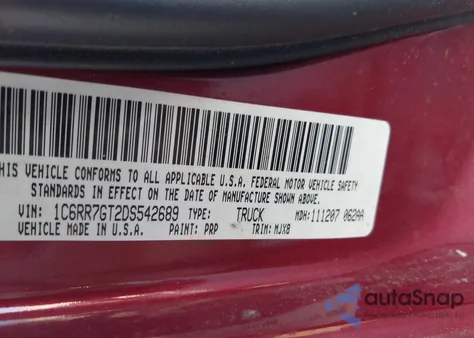 THIS VEHICLE CONFORMS TO ALL APPLICABLE U.S.A. FEDERAL MOTOR VEHICLE SAFETY
STANDARDS IN EFFECT ON THE DATE OF MANUFACTURE SHOWN ABOVE.
VIN: 1C6RR7GT2DS542689 TYPE: TRUCK MDH: 111207 062AA
VEHICLE MADE IN U.S.A. PAINT: PRP TRIM: MJX8
autoSnap